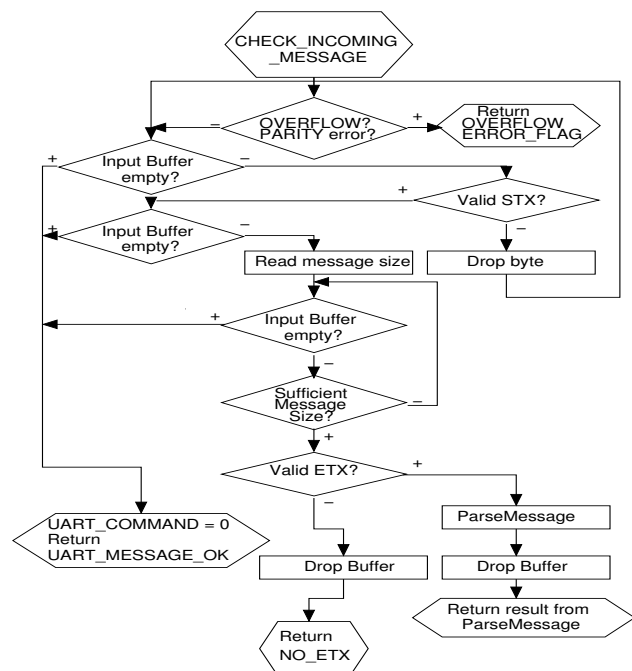 CHECK_INCOMING
_MESSAGE
OVERFLOW?
PARITY error?
–
+
Return
OVERFLOW
ERROR_FLAG
Input Buffer
empty?
+
–
Valid STX?
+
–
Input Buffer
empty?
+
–
Read message size
Drop byte
Input Buffer
empty?
+
–
Sufficient
Message
Size?
–
+
Valid ETX?
+
–
UART_COMMAND = 0
Return
UART_MESSAGE_OK
ParseMessage
Drop Buffer
Drop Buffer
Return result from
ParseMessage
Return
NO_ETX